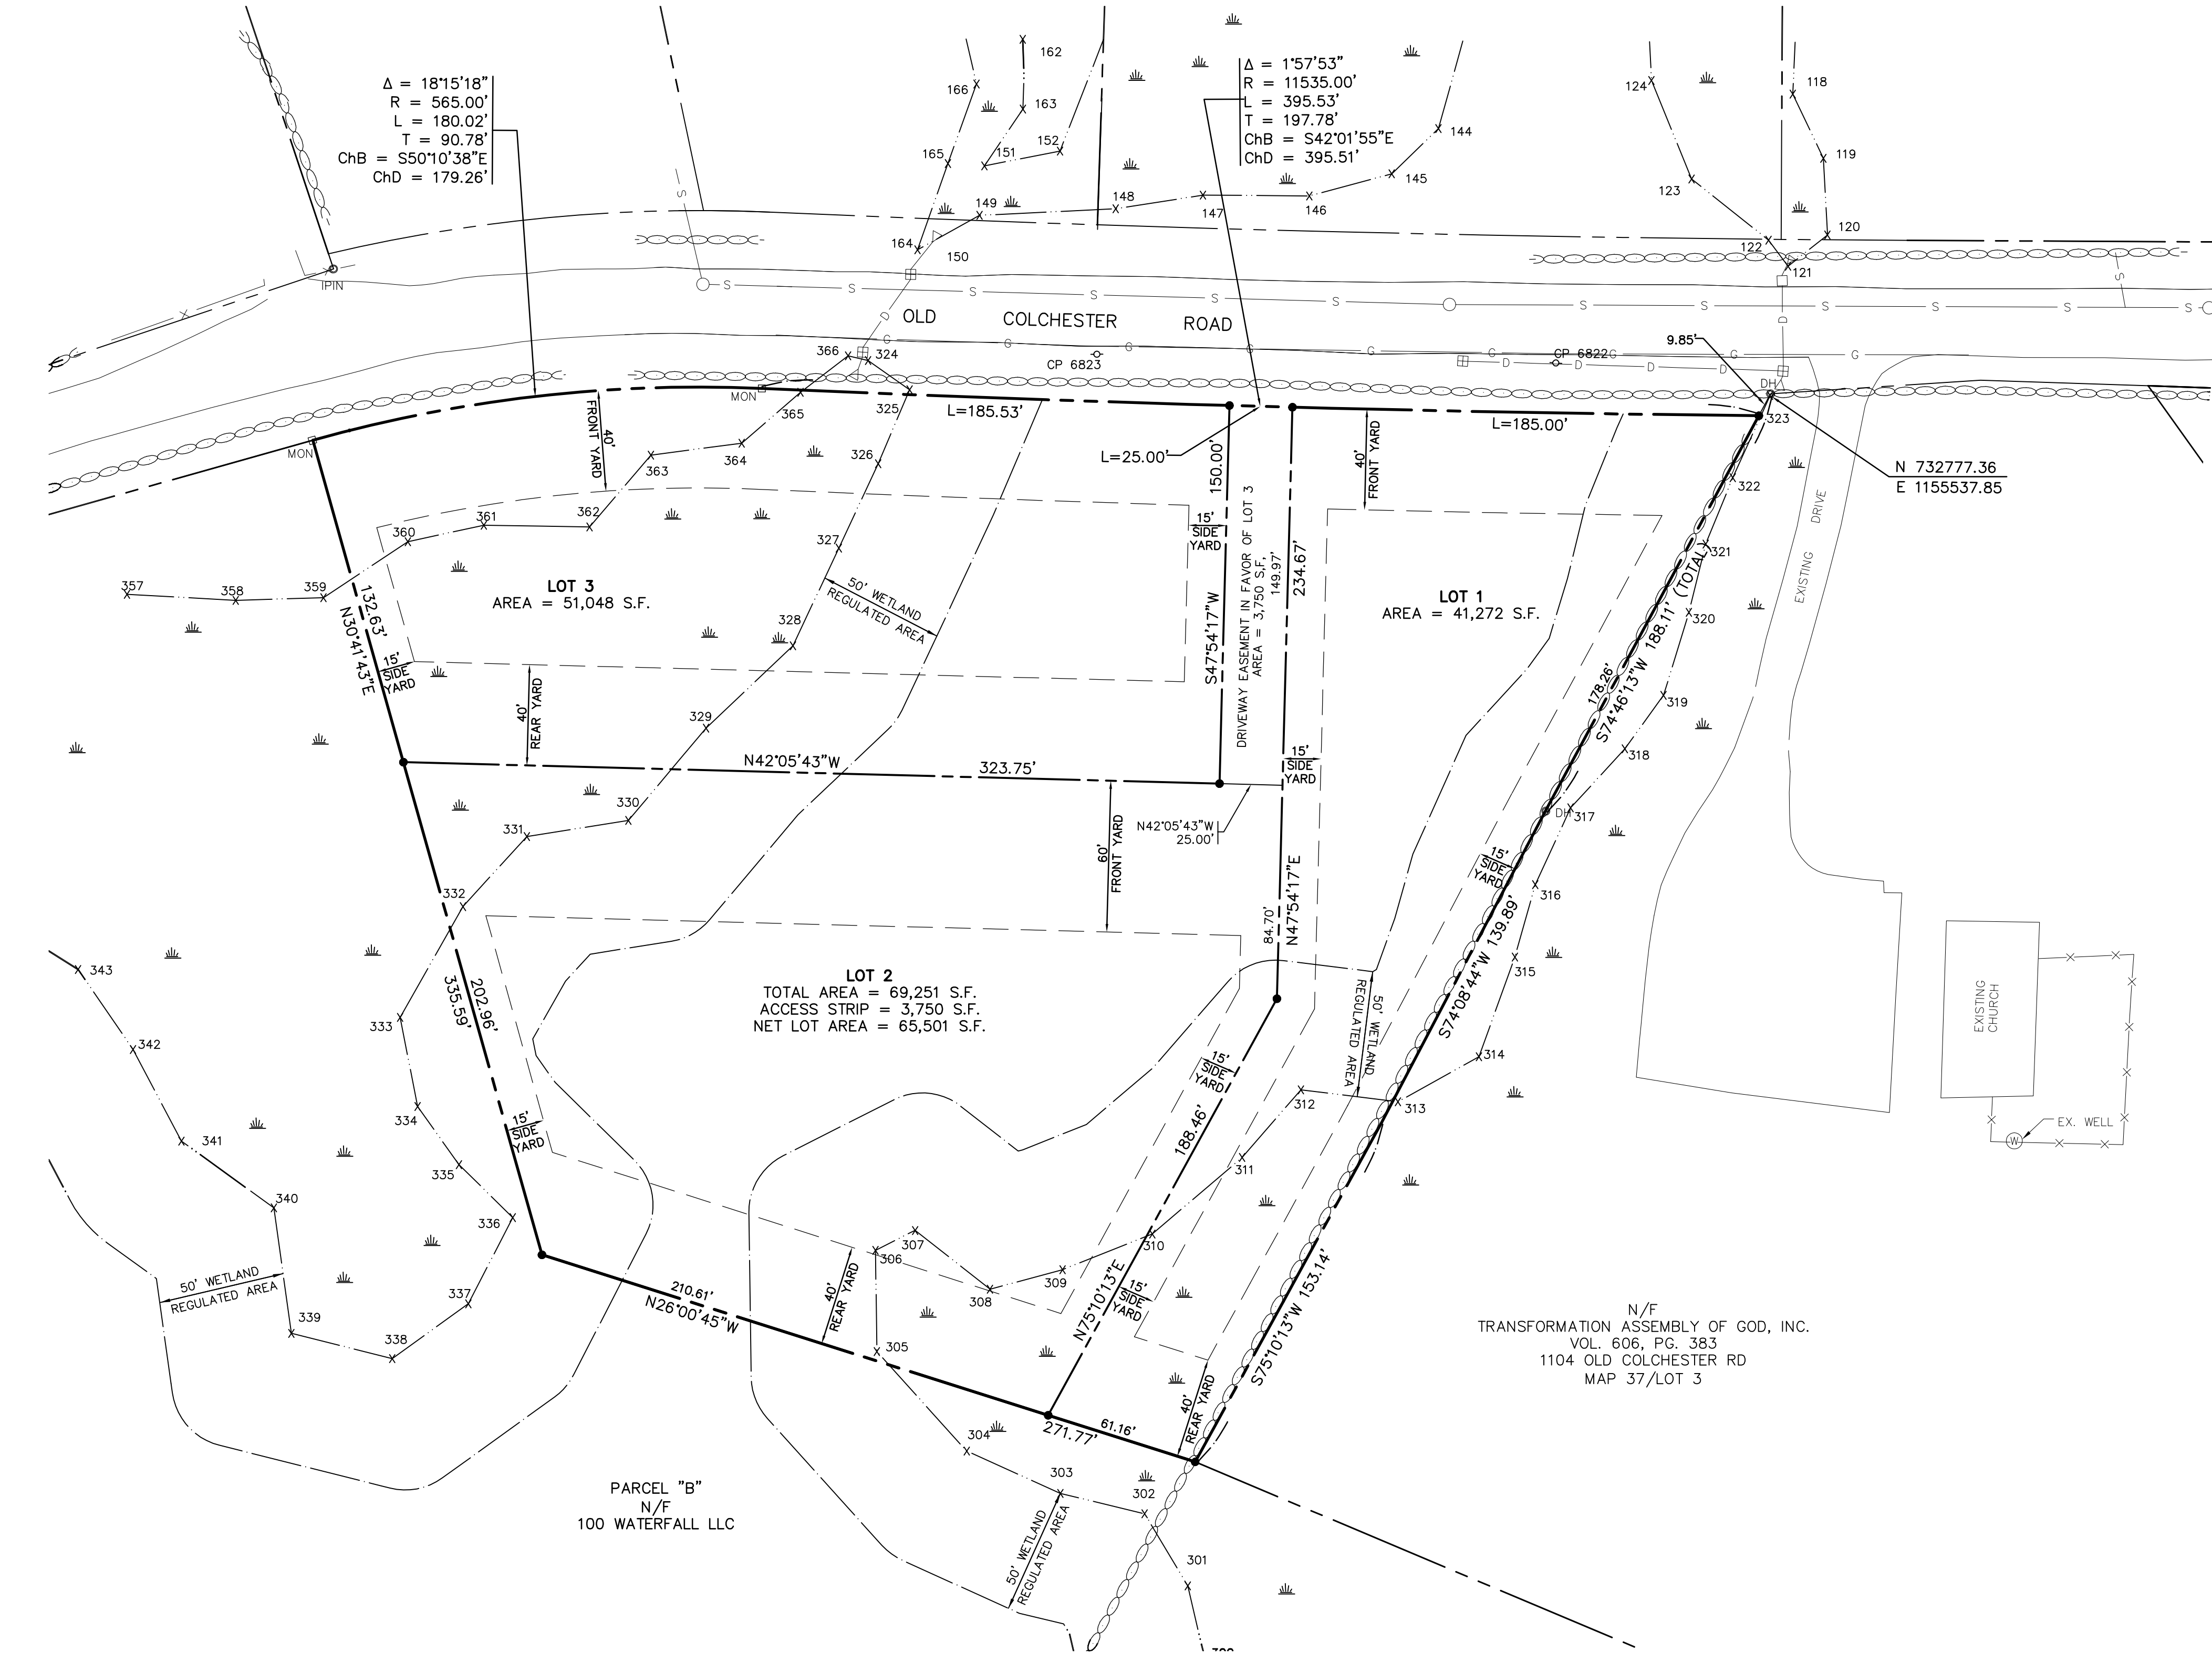 Δ = 18°15'18"
R = 565.00'
L = 180.02'
T = 90.78'
ChB = S50°10'38"E
ChD = 179.26'
Δ = 1°57'53"
R = 11535.00'
L = 395.53'
T = 197.78'
ChB = S42°01'55"E
ChD = 395.51'
162
166
163
152
151
165
149
148
147
146
145
144
164
150
124
118
119
123
120
122
121
IPIN
S
S
S
S
S
S
S
S
S
S
S
S
S
S
OLD COLCHESTER ROAD
D
D
G
G
G
G
G
G
G
G
CP 6823
CP 6822
D
D
D
D
366
324
9.85'
DH
323
MON
365
325
L=185.53'
L=185.00'
L=25.00'
MON
40'
FRONT YARD
40'
FRONT YARD
N 732777.36
E 1155537.85
363
364
326
322
150.00'
361
362
360
327
321
15'
SIDE
YARD
DRIVEWAY EASEMENT IN FAVOR OF LOT 3
AREA = 3,750 S.F.
149.97'
234.67'
EXISTING DRIVE
357
358
359
LOT 3
AREA = 51,048 S.F.
50' WETLAND
REGULATED AREA
LOT 1
AREA = 41,272 S.F.
320
328
132.63'
N30°41'43"E
S47°54'17"W
15'
SIDE
YARD
178.26'
S74°46'13"W 188.11' (TOTAL)
319
40'
REAR YARD
329
318
N42°05'43"W
323.75'
15'
SIDE
YARD
330
331
N42°05'43"W
25.00'
DH
317
60'
FRONT YARD
15'
SIDE
YARD
332
316
84.70'
N47°54'17"E
S74°08'44"W 139.89'
343
315
LOT 2
TOTAL AREA = 69,251 S.F.
ACCESS STRIP = 3,750 S.F.
NET LOT AREA = 65,501 S.F.
202.96'
335.59'
50' WETLAND
REGULATED AREA
EXISTING
CHURCH
333
342
314
15'
SIDE
YARD
312
313
334
188.46'
EX. WELL
W
341
15'
SIDE
YARD
335
311
340
336
310
307
306
309
308
50' WETLAND
REGULATED AREA
337
210.61'
N26°00'45"W
40'
REAR YARD
N75°10'13"E
15'
SIDE
YARD
S75°10'13"W 153.14'
339
338
305
N/F
TRANSFORMATION ASSEMBLY OF GOD, INC.
VOL. 606, PG. 383
1104 OLD COLCHESTER RD
MAP 37/LOT 3
40'
REAR YARD
61.16'
271.77'
304
303
302
PARCEL "B"
N/F
100 WATERFALL LLC
50' WETLAND
REGULATED AREA
301